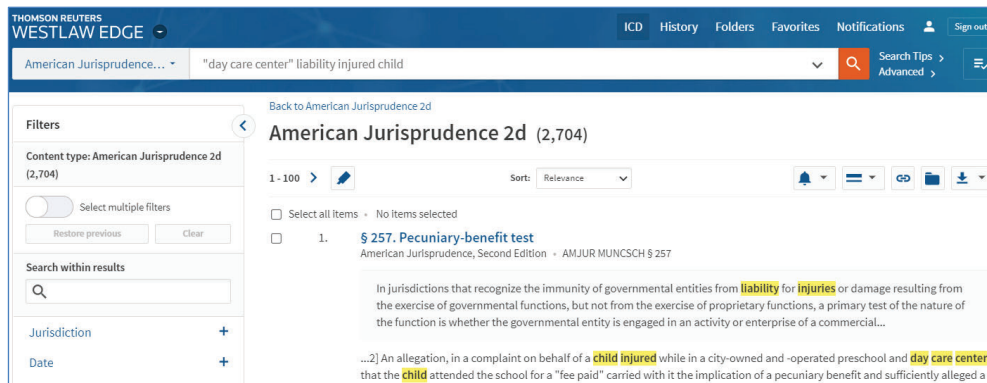 THOMSON REUTERS
WESTLAW EDGE
ICD History Folders Favorites Notifications Sign out
American Jurisprudence... "day care center" liability injured child Search Tips >
Advanced >
Back to American Jurisprudence 2d
Filters
American Jurisprudence 2d (2,704)
Content type: American Jurisprudence 2d
(2,704)
1 - 100 Sort: Relevance
Select multiple filters
Select all items • No items selected
Restore previous Clear
1. § 257. Pecuniary-benefit test
American Jurisprudence, Second Edition • AMJUR MUNCSCH § 257
Search within results
In jurisdictions that recognize the immunity of governmental entities from liability for injuries or damage resulting from
the exercise of governmental functions, but not from the exercise of proprietary functions, a primary test of the nature of
the function is whether the governmental entity is engaged in an activity or enterprise of a commercial...
Jurisdiction +
Date +
...2] An allegation, in a complaint on behalf of a child injured while in a city-owned and -operated preschool and day care center
that the child attended the school for a "fee paid" carried with it the implication of a pecuniary benefit and sufficiently alleged a